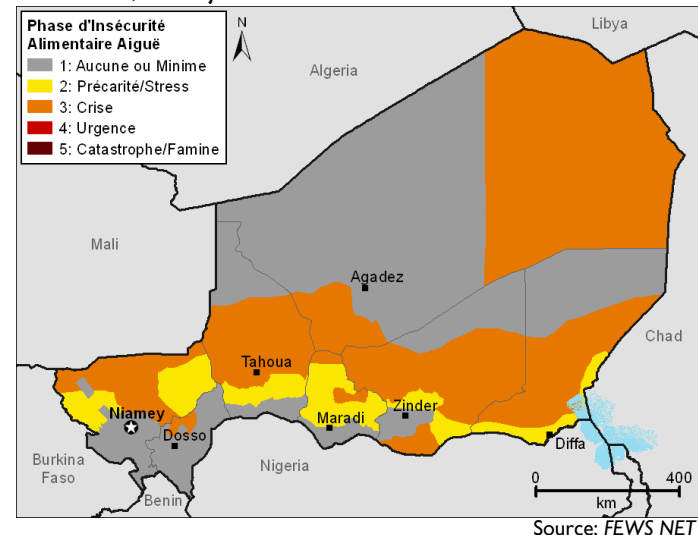 Phase d'Insécurité
Alimentaire Aiguë
1: Aucune ou Minime
2: Précarité/Stress
3: Crise
4: Urgence
5: Catastrophe/Famine
N
Libya
Algeria
Mali
Agadez
Chad
Tahoua
Zinder
Niamey
Maradi
Dosso
Diffa
Burkina
Faso
Nigeria
Benin
0 400
km
Source: FEWS NET